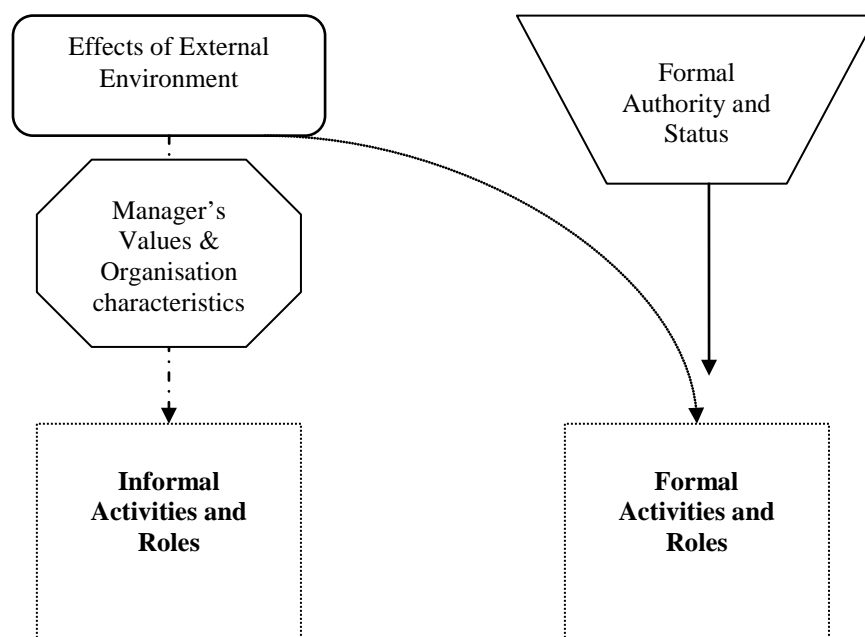 Effects of External
Environment
Formal
Authority and
Status
Manager’s
Values &
Organisation
characteristics
Informal
Activities and
Roles
Formal
Activities and
Roles